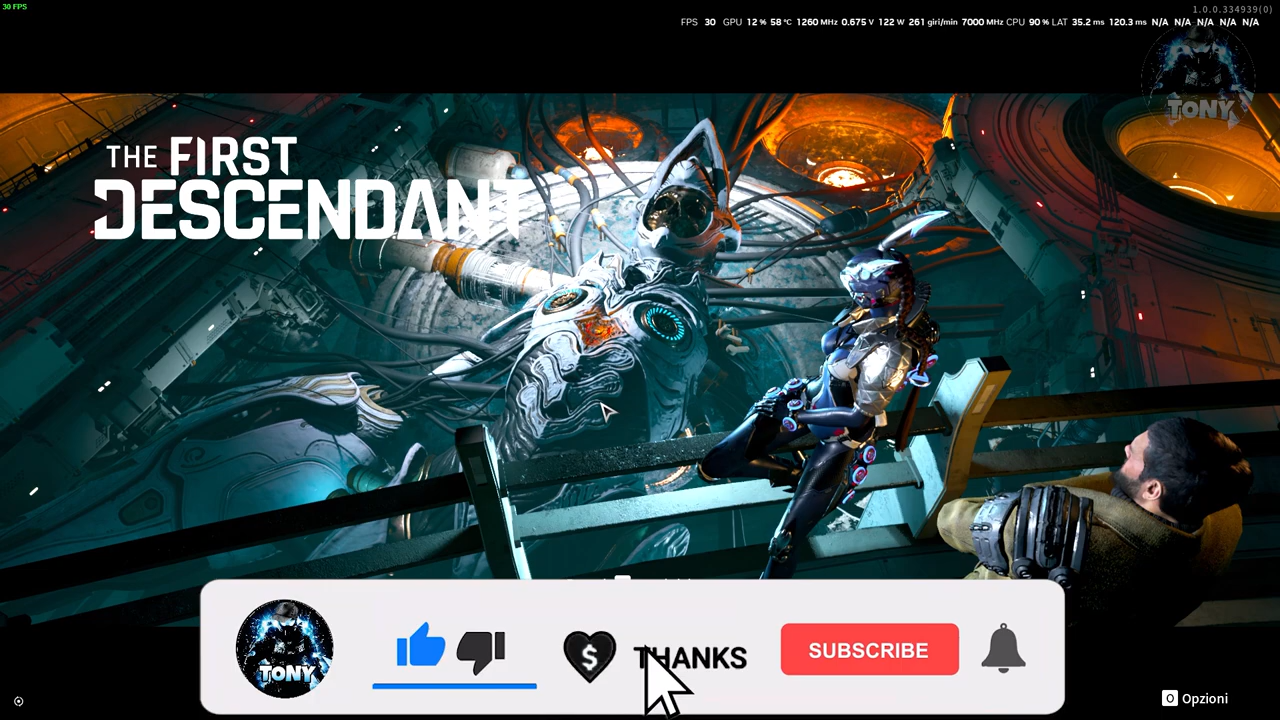 30 FPS
1.0.0.334939(0)
FPS 30 GPU 12 % 58 °C 1260 MHz 0.675 V 122 W 261 giri/min 7000 MHz CPU 90 % LAT 35.2 ms 120.3 ms N/A N/A N/A N/A N/A
TONY
THE FIRST
DESCENDANT
TONY
$
THANKS
SUBSCRIBE
O Opzioni